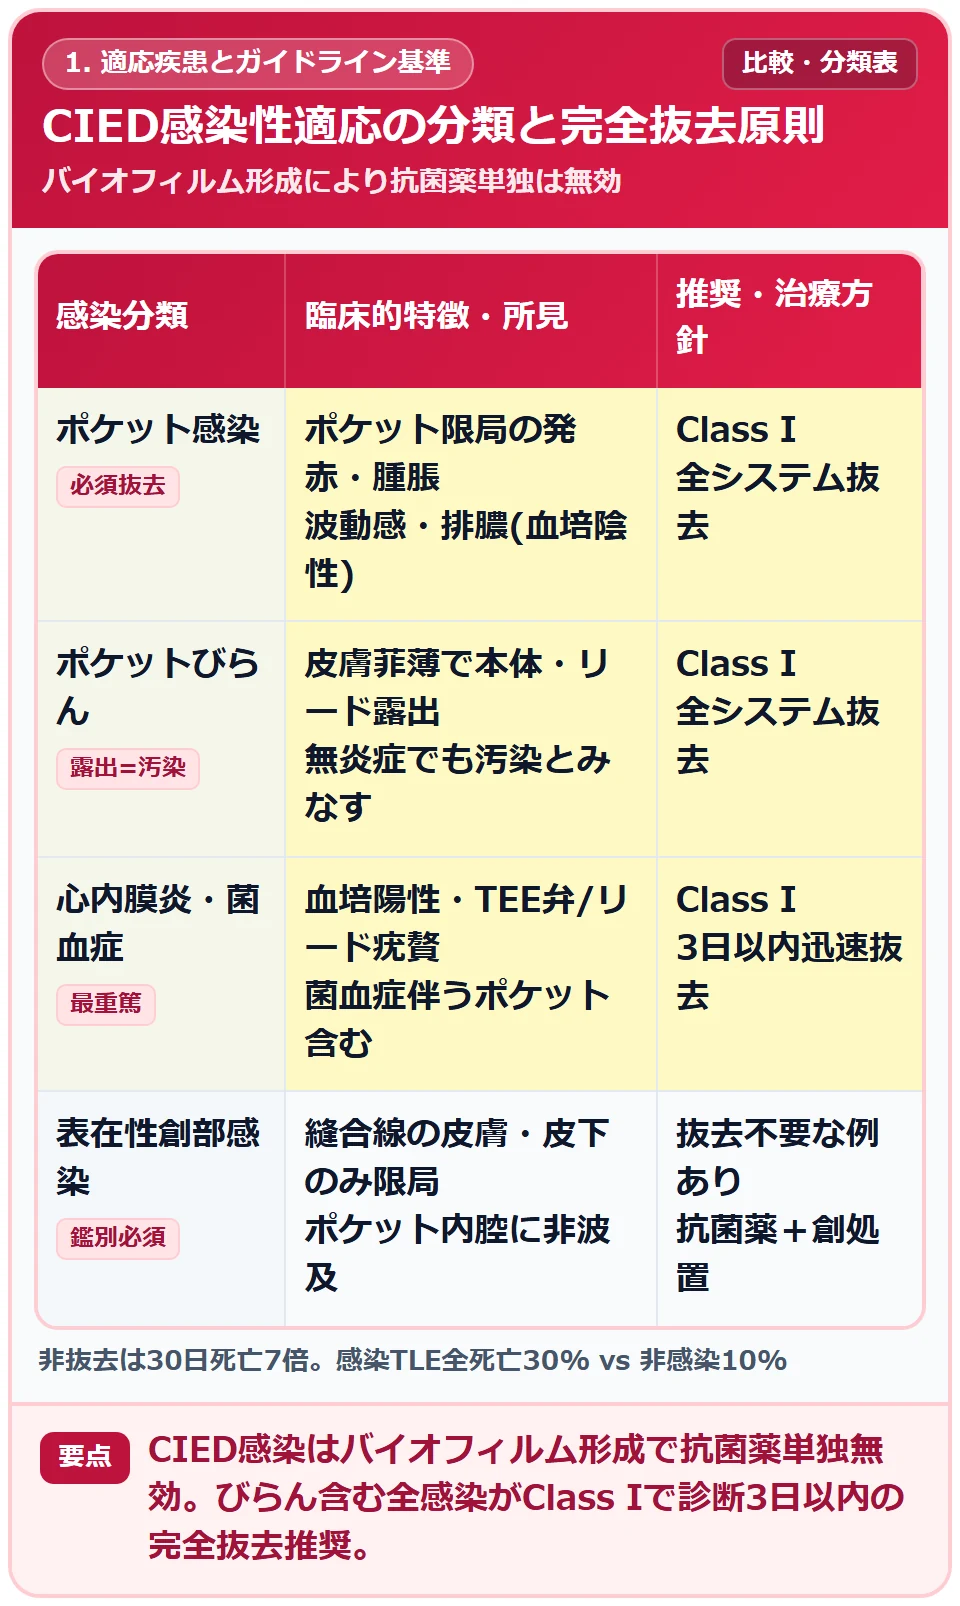 1. 適応疾患とガイドライン基準
比較・分類表
CIED感染性適応の分類と完全抜去原則
バイオフィルム形成により抗菌薬単独は無効
感染分類
臨床的特徴・所見
推奨・治療方
針
ポケット感染
必須抜去
ポケット限局の発
赤・腫脹
波動感・排膿(血培陰
性)
Class I
全システム抜
去
ポケットびら
ん
露出=汚染
皮膚菲薄で本体・リ
ード露出
無炎症でも汚染とみ
なす
Class I
全システム抜
去
心内膜炎・菌
血症
最重篤
血培陽性・TEE弁/リ
ード疣贅
菌血症伴うポケット
含む
Class I
3日以内迅速抜
去
表在性創部感
染
鑑別必須
縫合線の皮膚・皮下
のみ限局
ポケット内腔に非波
及
抜去不要な例
あり
抗菌薬＋創処
置
非抜去は30日死亡7倍。感染TLE全死亡30% vs 非感染10%
要点
CIED感染はバイオフィルム形成で抗菌薬単独無
効。びらん含む全感染がClass Iで診断3日以内の
完全抜去推奨。